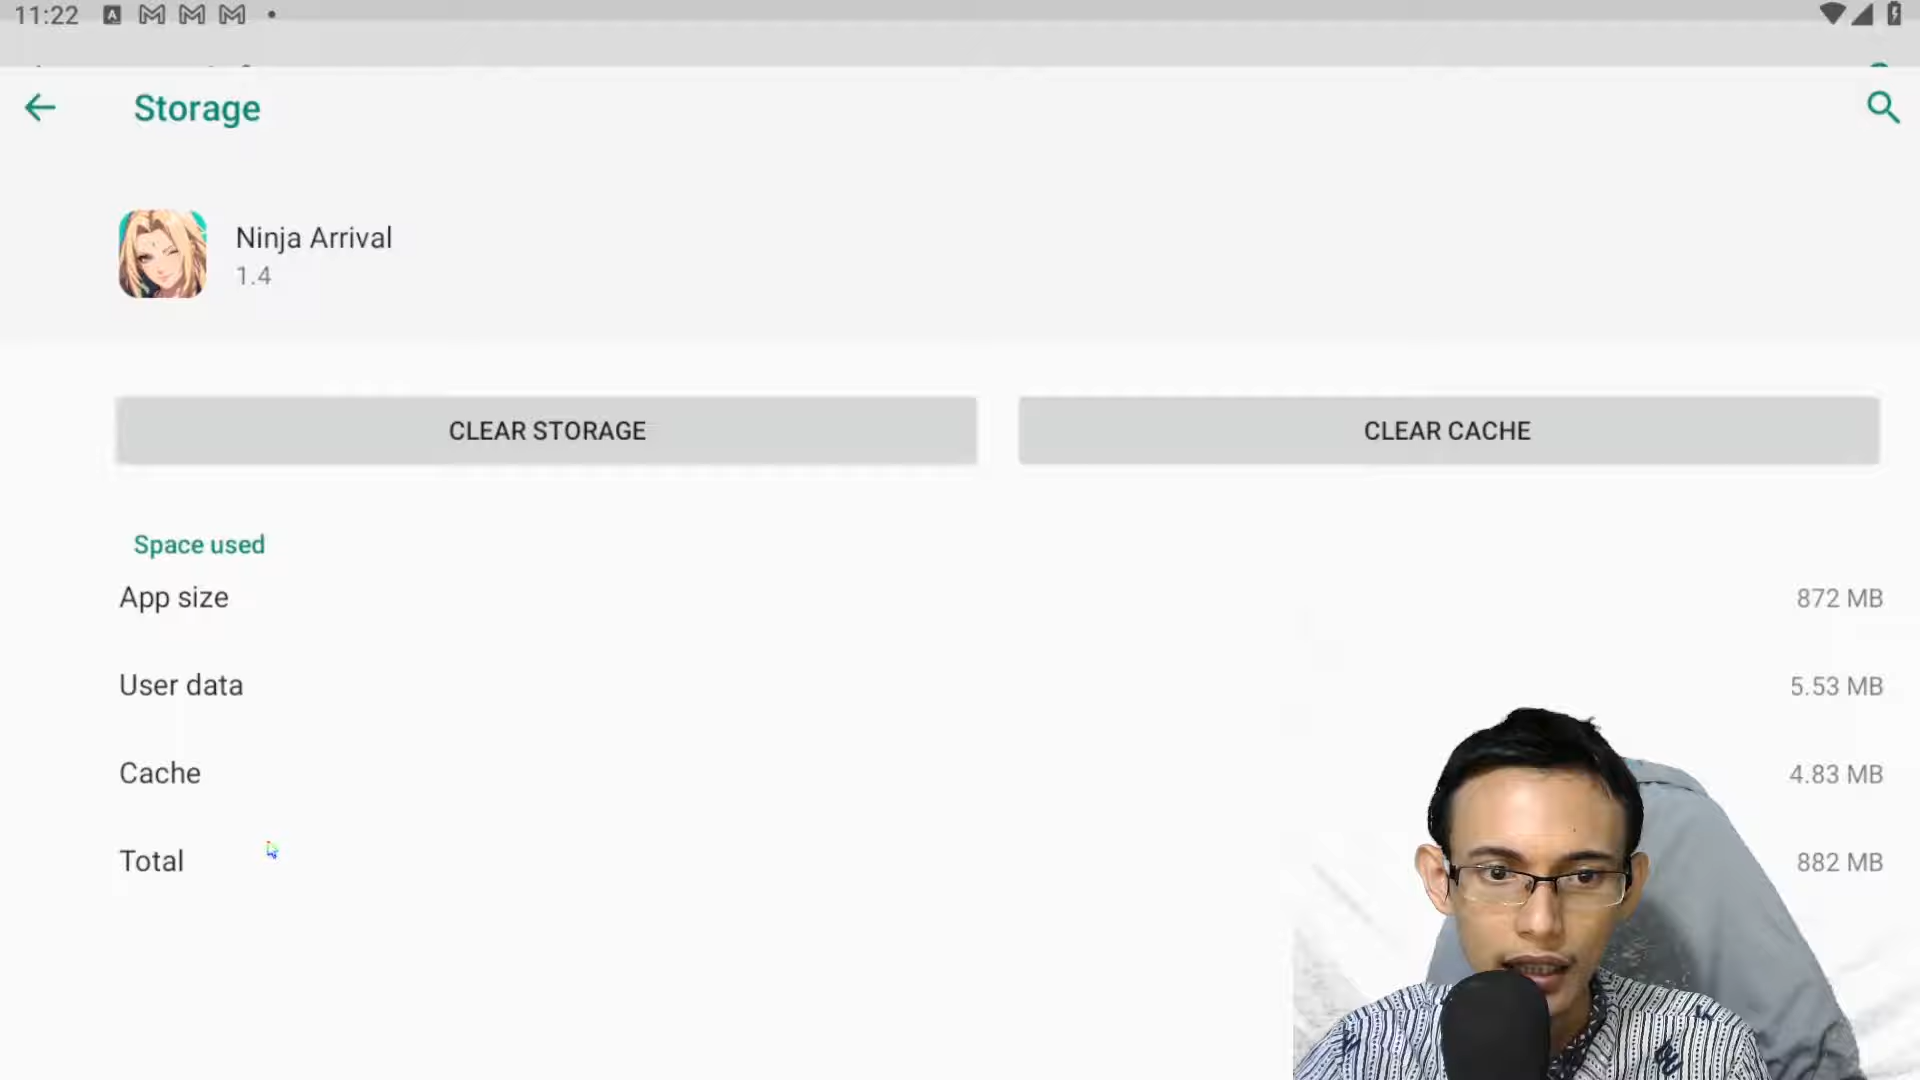 11:22
Storage
Ninja Arrival
1.4
CLEAR STORAGE
CLEAR CACHE
Space used
App size
872 MB
User data
5.53 MB
Cache
4.83 MB
Total
882 MB